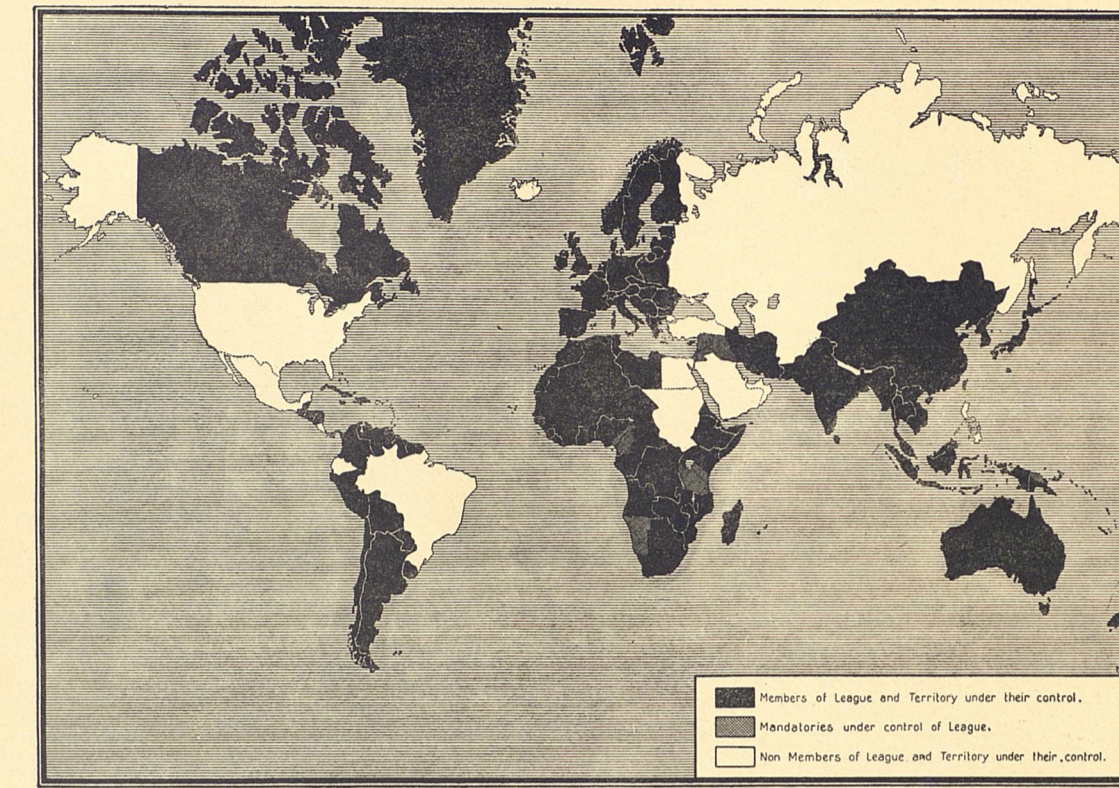 Members of League and Territory under their control.
Mandatories under control of League.
Non Members of League and Territory under their control.